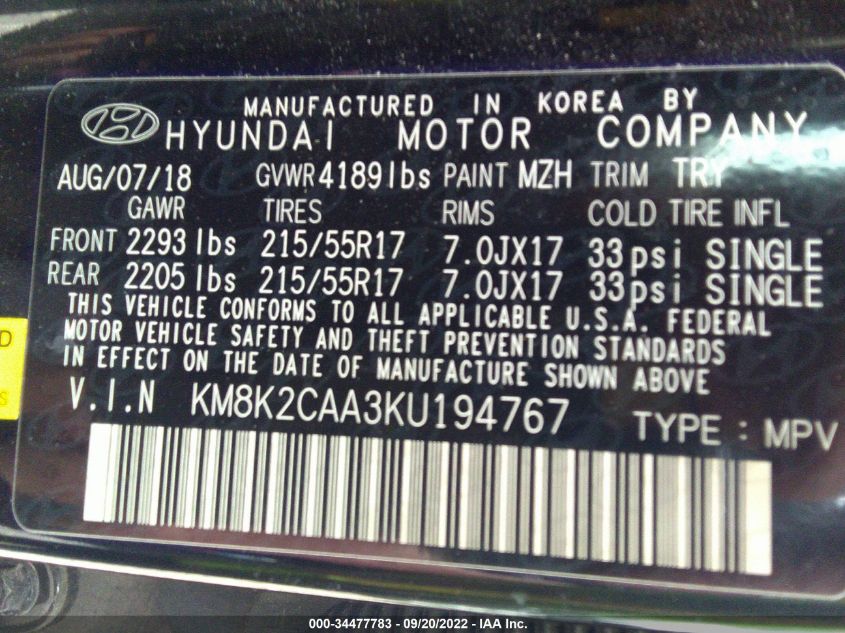 MANUFACTURED IN KOREA BY
HYUNDAI MOTOR COMPANY
AUG/07/18 GVWR 4189lbs PAINT MZH TRIM TRY
GAWR TIRES RIMS COLD TIRE INFL
FRONT 2293 lbs 215/55R17 7.0JX17 33psi SINGLE
REAR 2205 lbs 215/55R17 7.0JX17 33psi SINGLE
THIS VEHICLE CONFORMS TO ALL APPLICABLE U.S.A. FEDERAL
MOTOR VEHICLE SAFETY AND THEFT PREVENTION STANDARDS
IN EFFECT ON THE DATE OF MANUFACTURE SHOWN ABOVE
V.I.N KM8K2CAA3KU194767 TYPE : MPV
D
S
000-34477783 - 09/20/2022 - IAA Inc.